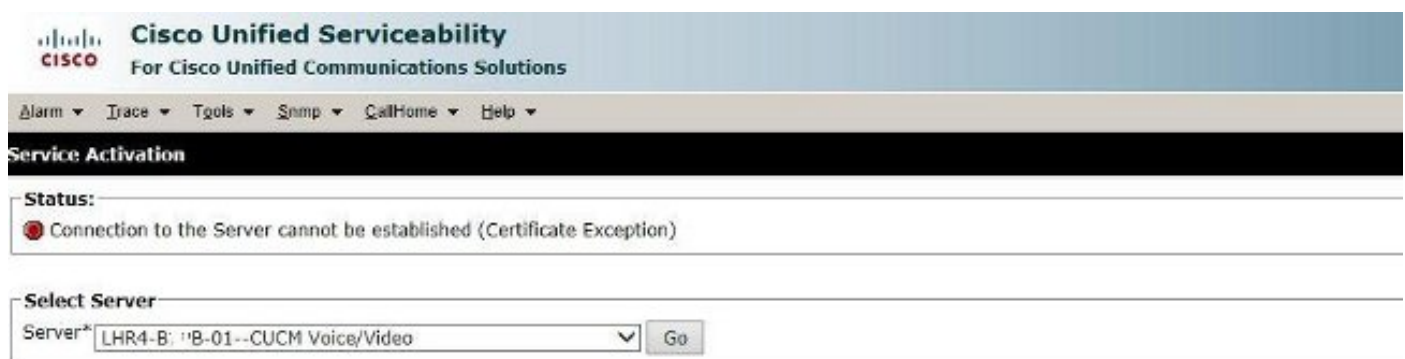 Cisco Unified Serviceability
CISCO For Cisco Unified Communications Solutions
Alarm Trace Tools Snmp CallHome Help
Service Activation
Status:
Connection to the Server cannot be established (Certificate Exception)
Select Server
Server* --CUCM Voice/Video Go